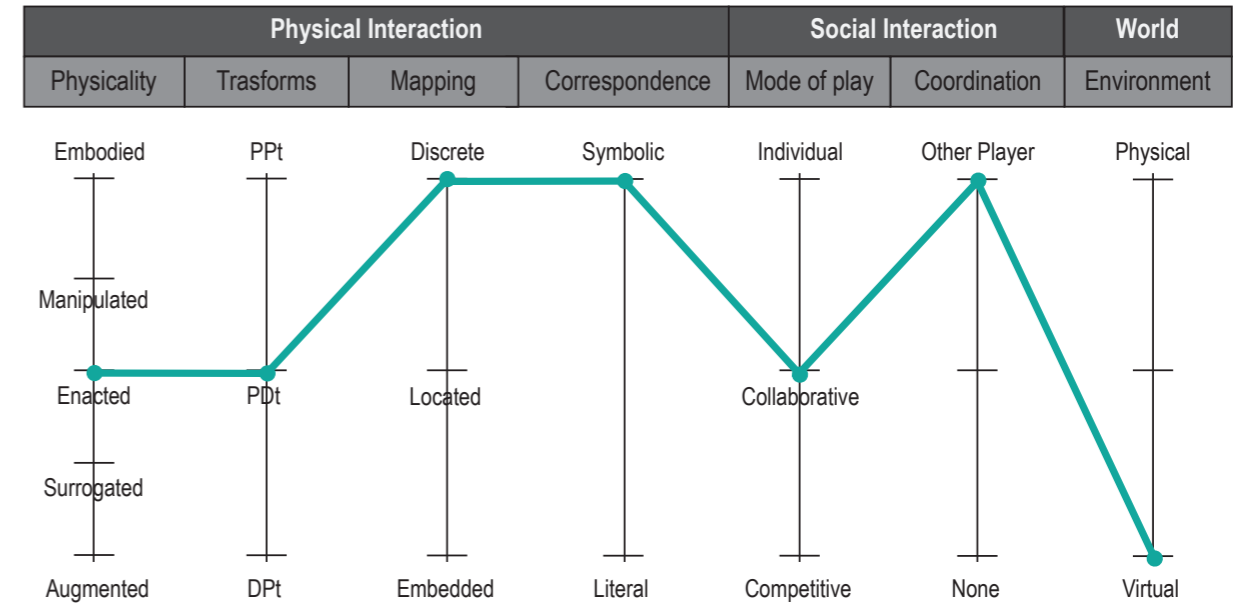 Physical Interaction Social Interaction World
Physicality Trasforms Mapping Correspondence Mode of play Coordination Environment
Embodied PPt Discrete Symbolic Individual Other Player Physical
Manipulated
Enacted PDt Located Collaborative
Surrogated
Augmented DPt Embedded Literal Competitive None Virtual